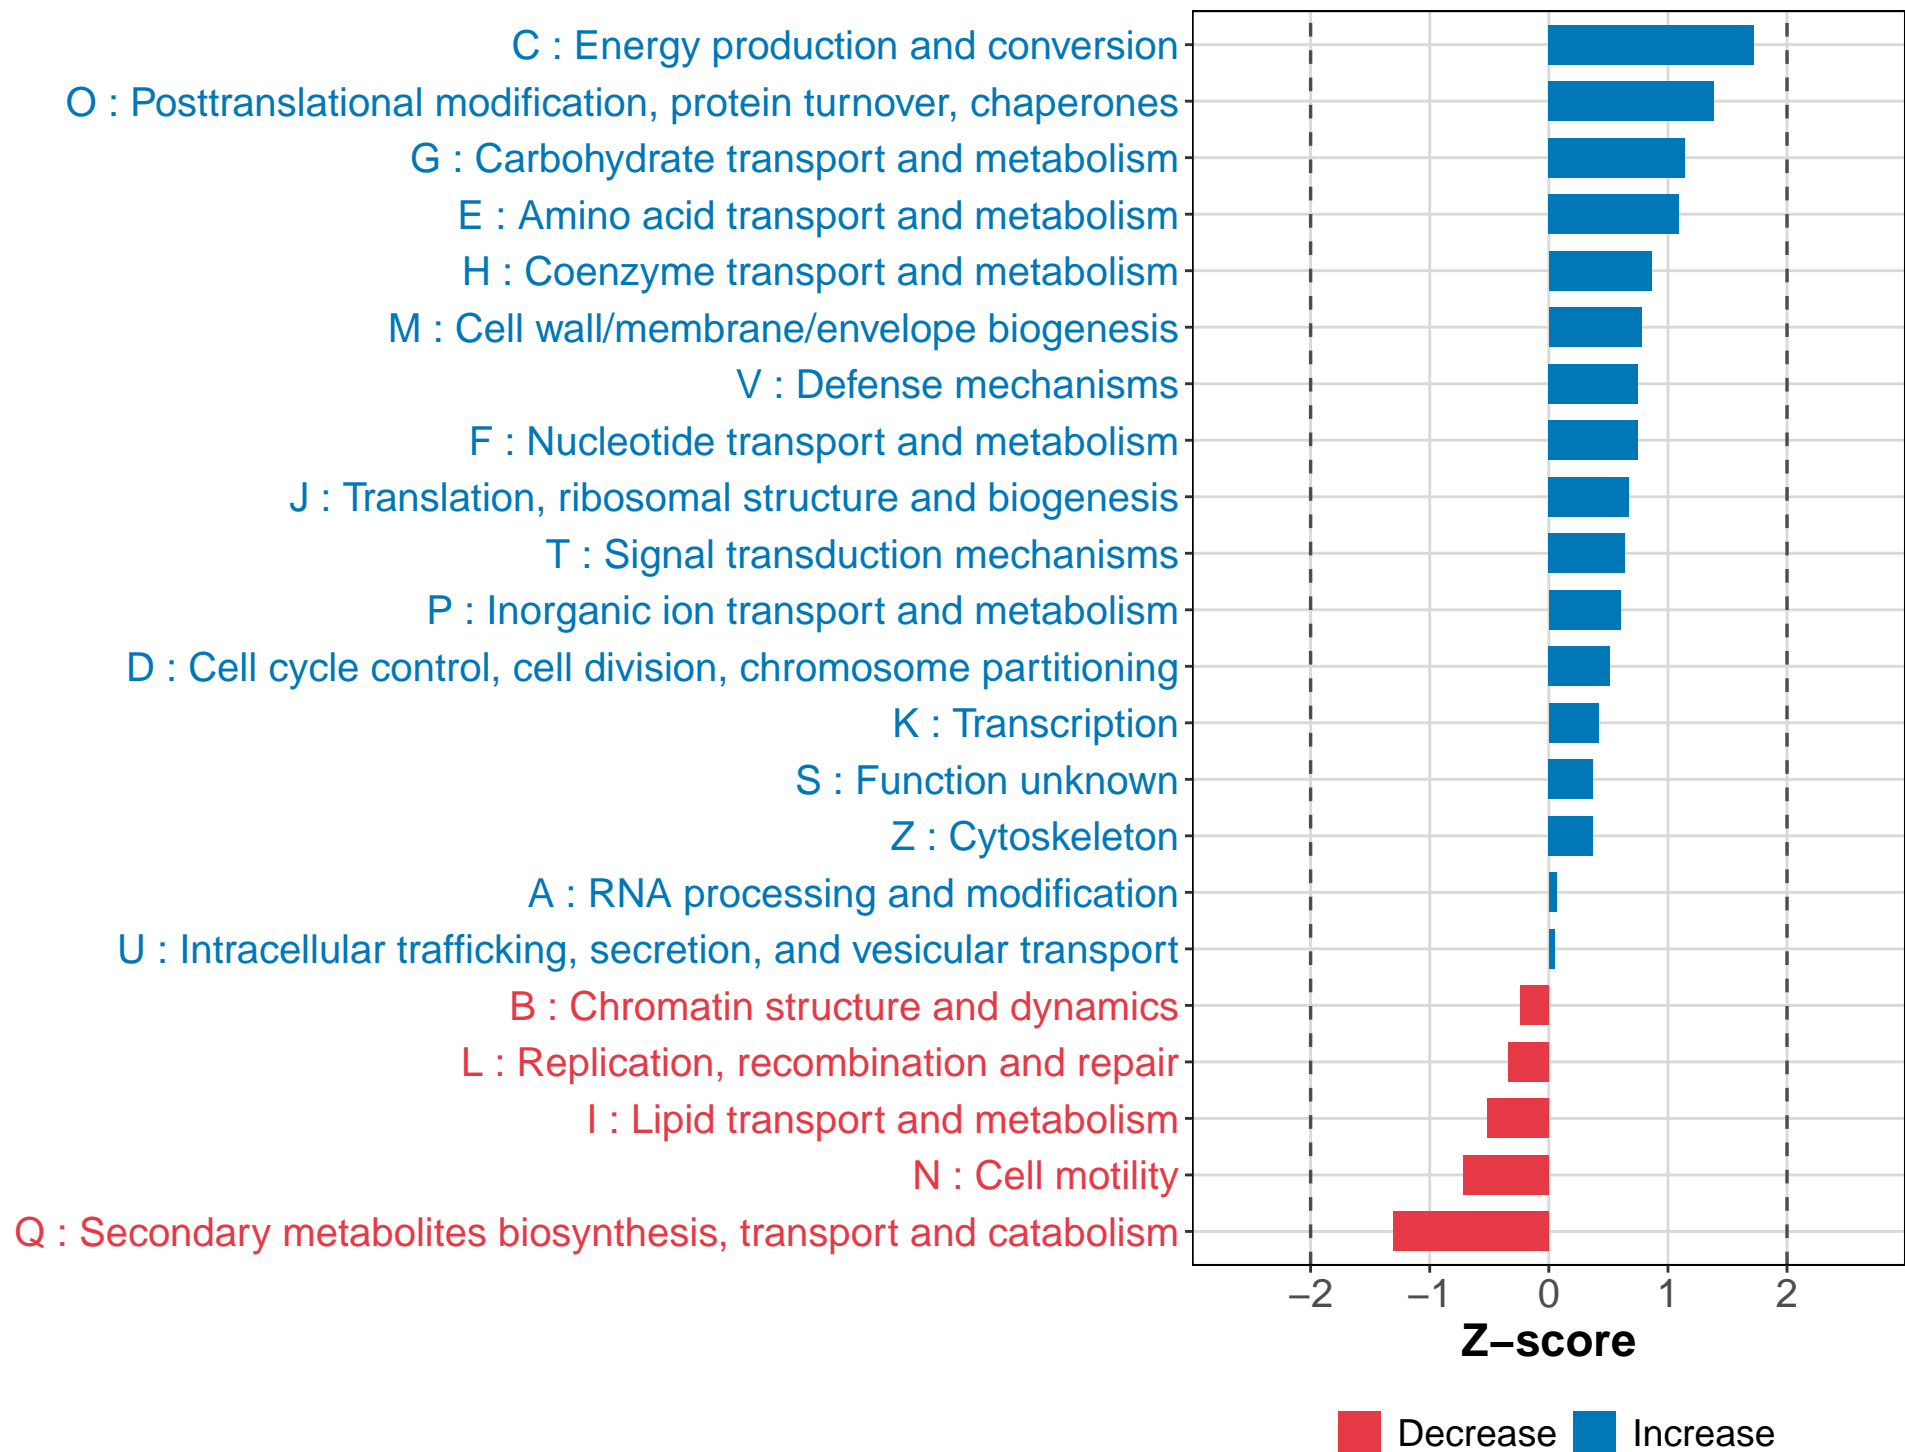 C : Energy production and conversion
O : Posttranslational modification, protein turnover, chaperones
G : Carbohydrate transport and metabolism
E : Amino acid transport and metabolism
H : Coenzyme transport and metabolism
M : Cell wall/membrane/envelope biogenesis
V : Defense mechanisms
F : Nucleotide transport and metabolism
J : Translation, ribosomal structure and biogenesis
T : Signal transduction mechanisms
P : Inorganic ion transport and metabolism
D : Cell cycle control, cell division, chromosome partitioning
K : Transcription
S : Function unknown
Z : Cytoskeleton
A : RNA processing and modification
U : Intracellular trafficking, secretion, and vesicular transport
B : Chromatin structure and dynamics
L : Replication, recombination and repair
I : Lipid transport and metabolism
N : Cell motility
Q : Secondary metabolites biosynthesis, transport and catabolism
−2 −1 0 1 2
Z−score
Decrease Increase